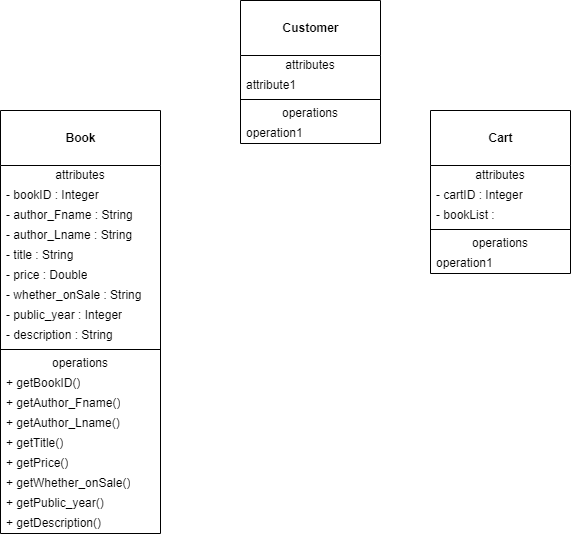 Customer
attributes
attribute1
operations
operation1
Book
attributes
- bookID : Integer
- author_Fname : String
- author_Lname : String
- title : String
- price : Double
- whether_onSale : String
- public_year : Integer
- description : String
operations
+ getBookID()
+ getAuthor_Fname()
+ getAuthor_Lname()
+ getTitle()
+ getPrice()
+ getWhether_onSale()
+ getPublic_year()
+ getDescription()
Cart
attributes
- cartID : Integer
- bookList :
operations
operation1